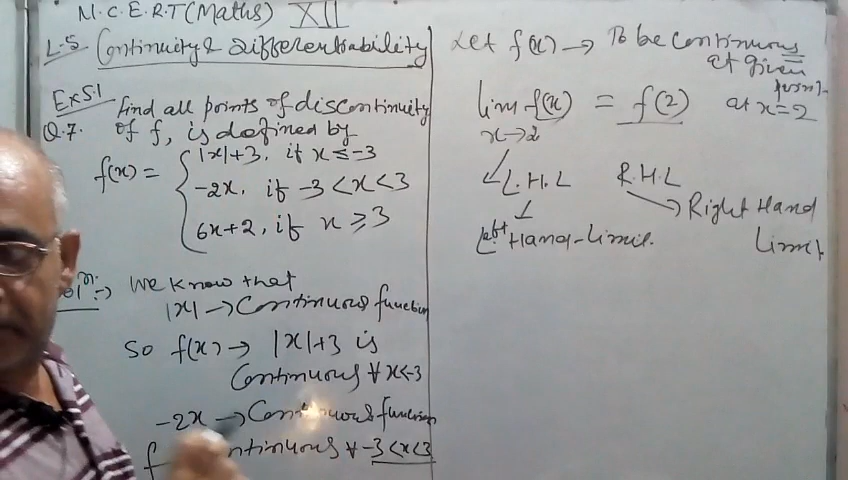 N.C.E.R.T (Maths) XII
L-5 Continuity & Differentiability
Ex 5.1 Find all points of discontinuity
Q.7. of f, is defined by
f(x) = { |x|+3, if x ≤ -3
-2x, if -3 < x < 3
6x+2, if x ≥ 3
We know that
|x| → Continuous function
So f(x) → |x|+3 is
Continuous ∀ x<-3
-2x → Continuous function
f ntinuous ∀ -3 < x < 3
Let f(x) → To be continuous
at given
point.
lim f(x) = f(2) at x=2
x→2
L.H.L R.H.L
Left Hand-Limit. Right Hand
Limit